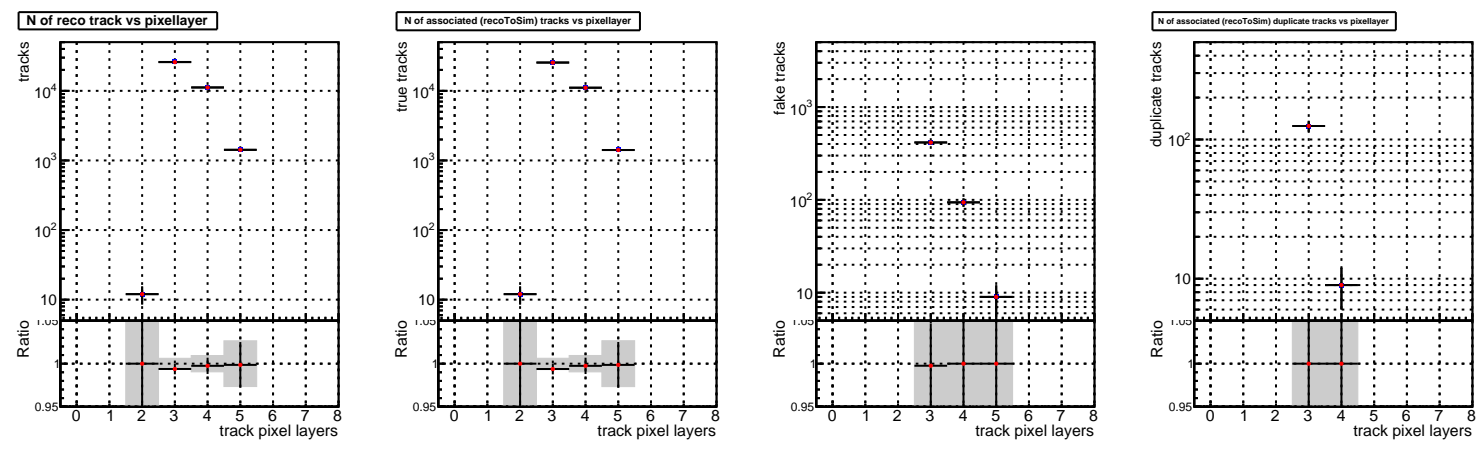 N of reco track vs pixellayer
tracks
10^4
10^3
10^2
10
1.05
Ratio
1
0.95
0 1 2 3 4 5 6 7 8
track pixel layers
N of associated (recoToSim) tracks vs pixellayer
true tracks
10^4
10^3
10^2
10
1.05
Ratio
1
0.95
0 1 2 3 4 5 6 7 8
track pixel layers
fake tracks
10^3
10^2
10
1.05
Ratio
1
0.95
0 1 2 3 4 5 6 7 8
track pixel layers
N of associated (recoToSim) duplicate tracks vs pixellayer
duplicate tracks
10^2
10
1.05
Ratio
1
0.95
0 1 2 3 4 5 6 7 8
track pixel layers